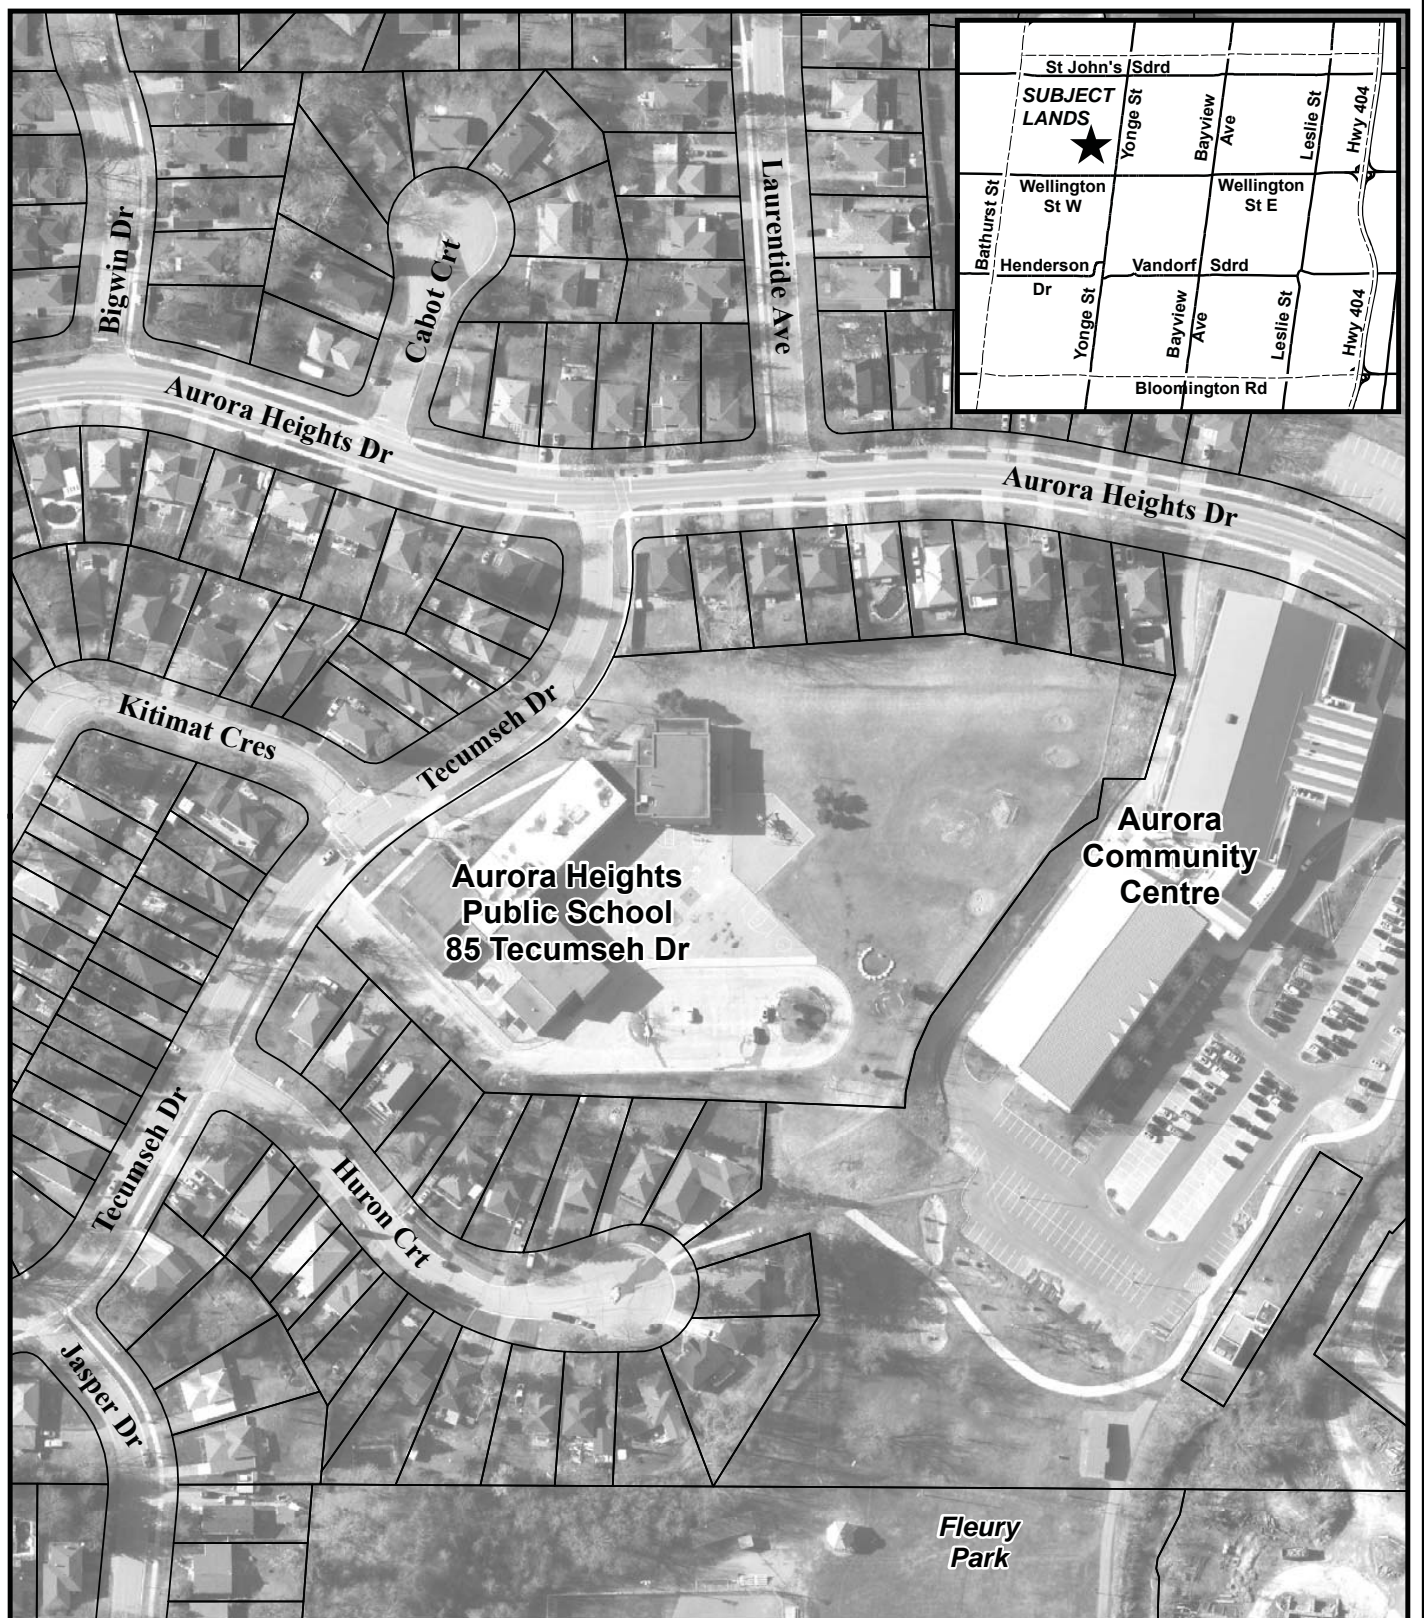 St John's Sdrd
SUBJECT
LANDS
Yonge St
Bayview
Ave
Leslie St
Hwy 404
Bathurst St
Wellington
St W
Wellington
St E
Henderson
Dr
Vandorf Sdrd
Yonge St
Bayview
Ave
Leslie St
Hwy 404
Bloomington Rd
Bigwin Dr
Cabot Crt
Laurentide Ave
Aurora Heights Dr
Aurora Heights Dr
Kitimat Cres
Tecumseh Dr
Aurora Heights
Public School
85 Tecumseh Dr
Aurora
Community
Centre
Tecumseh Dr
Huron Crt
Jasper Dr
Fleury
Park